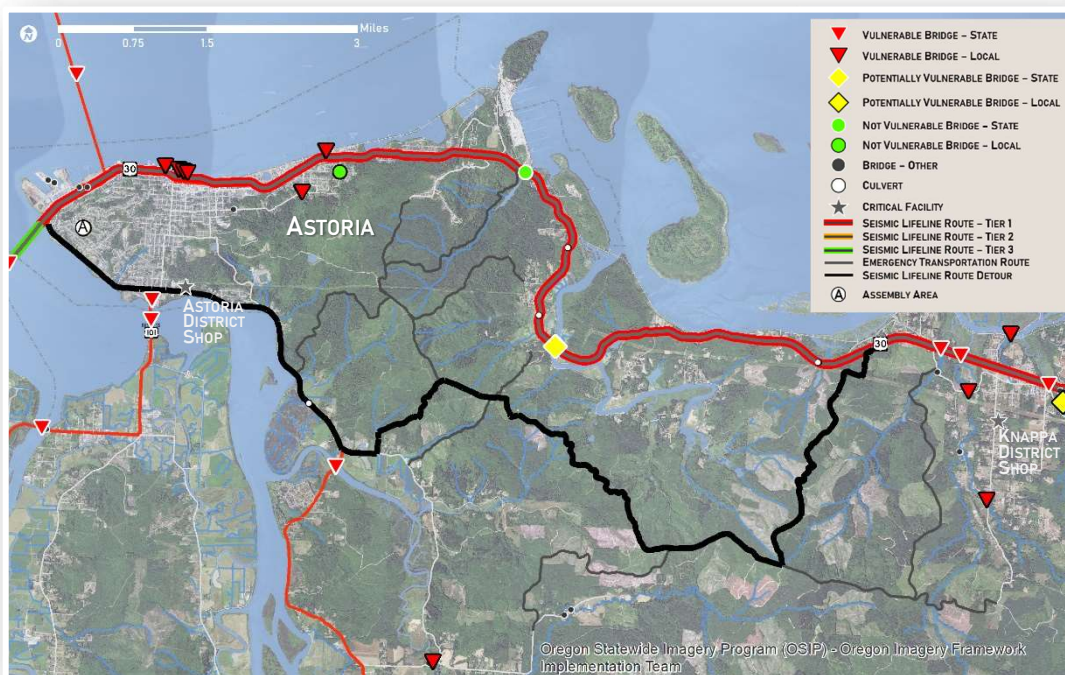 N
Miles
0 0.75 1.5 3
VULNERABLE BRIDGE – STATE
VULNERABLE BRIDGE – LOCAL
POTENTIALLY VULNERABLE BRIDGE – STATE
POTENTIALLY VULNERABLE BRIDGE – LOCAL
NOT VULNERABLE BRIDGE – STATE
NOT VULNERABLE BRIDGE – LOCAL
BRIDGE – OTHER
CULVERT
CRITICAL FACILITY
SEISMIC LIFELINE ROUTE – TIER 1
SEISMIC LIFELINE ROUTE – TIER 2
SEISMIC LIFELINE ROUTE – TIER 3
EMERGENCY TRANSPORTATION ROUTE
SEISMIC LIFELINE ROUTE DETOUR
A ASSEMBLY AREA
30
A
ASTORIA
ASTORIA
DISTRICT
SHOP
101
30
KNAPPA
DISTRICT
SHOP
Oregon Statewide Imagery Program (OSIP) - Oregon Imagery Framework
Implementation Team